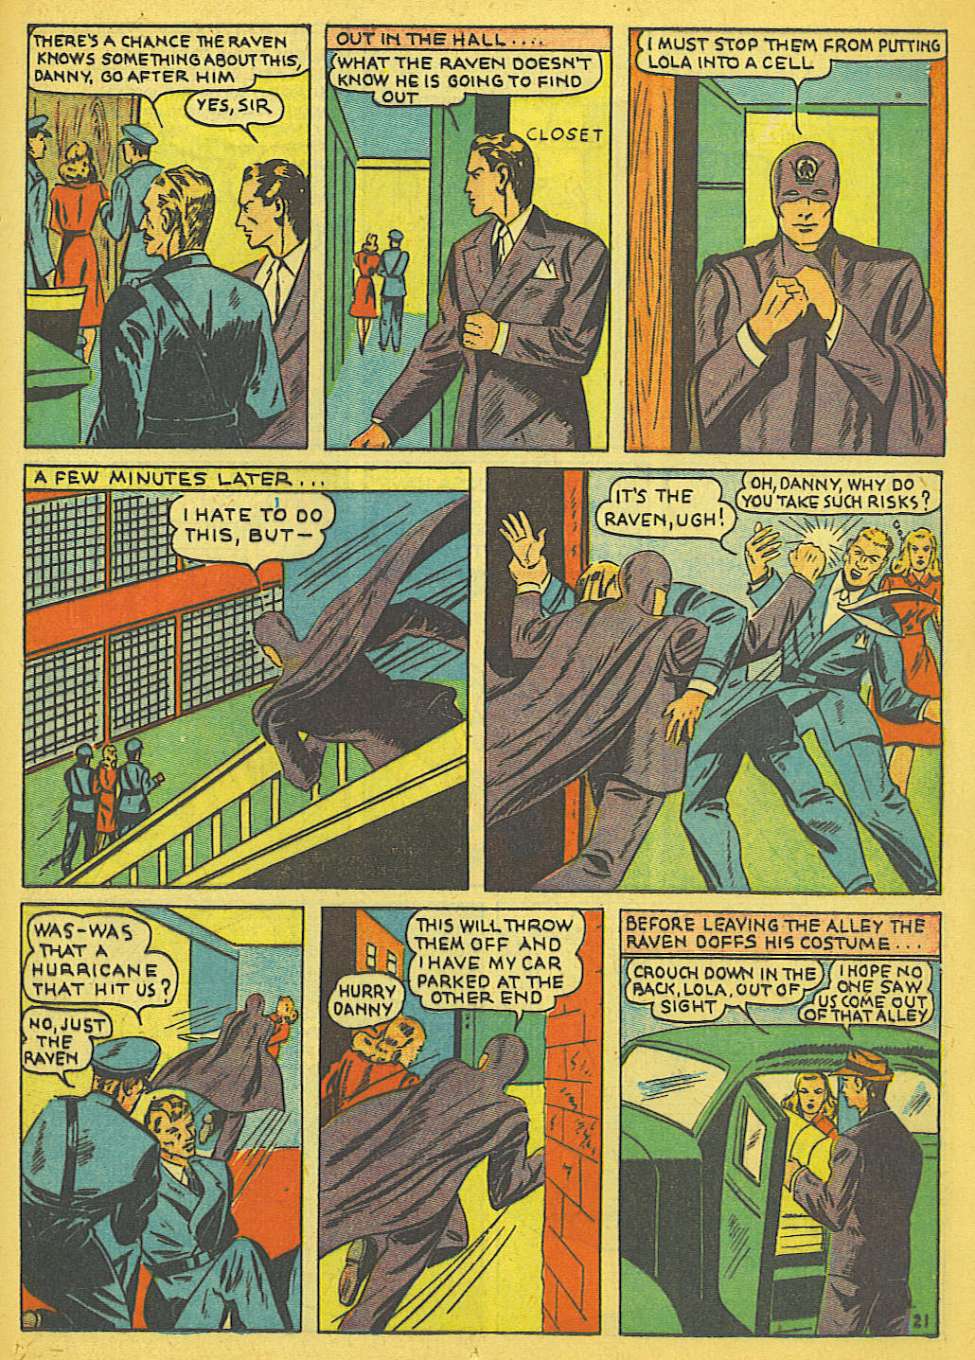 THERE'S A CHANCE THE RAVEN
KNOWS SOMETHING ABOUT THIS,
DANNY, GO AFTER HIM
YES, SIR
OUT IN THE HALL....
WHAT THE RAVEN DOESN'T
KNOW HE IS GOING TO FIND
OUT
CLOSET
I MUST STOP THEM FROM PUTTING
LOLA INTO A CELL
A FEW MINUTES LATER...
I HATE TO DO
THIS, BUT—
IT'S THE
RAVEN, UGH!
OH, DANNY, WHY DO
YOU TAKE SUCH RISKS?
WAS-WAS
THAT A
HURRICANE
THAT HIT US?
NO, JUST
THE
RAVEN
HURRY
DANNY
THIS WILL THROW
THEM OFF AND
I HAVE MY CAR
PARKED AT THE
OTHER END
BEFORE LEAVING THE ALLEY THE
RAVEN DOFFS HIS COSTUME...
CROUCH DOWN IN THE
BACK, LOLA, OUT OF
SIGHT
I HOPE NO
ONE SAW
US COME OUT
OF THAT ALLEY
21